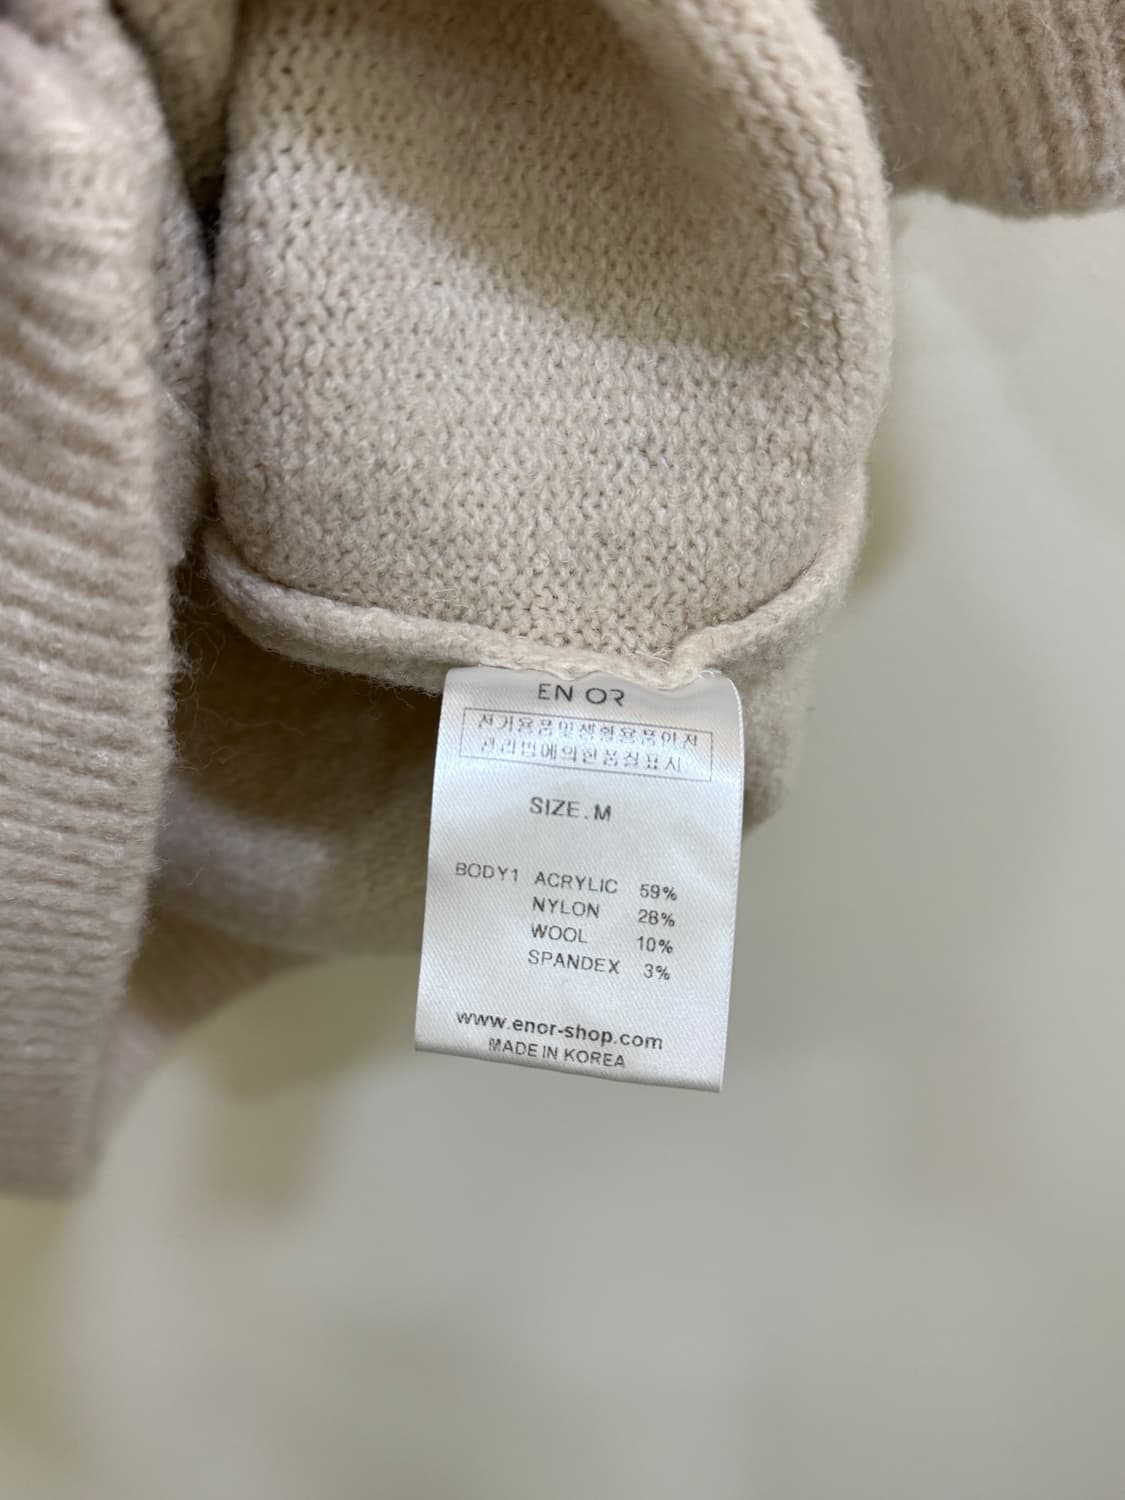 EN OR
전기용품및생활용품안전
관리법에의한품질표시
SIZE.M
BODY1 ACRYLIC 59%
NYLON 28%
WOOL 10%
SPANDEX 3%
www.enor-shop.com
MADE IN KOREA